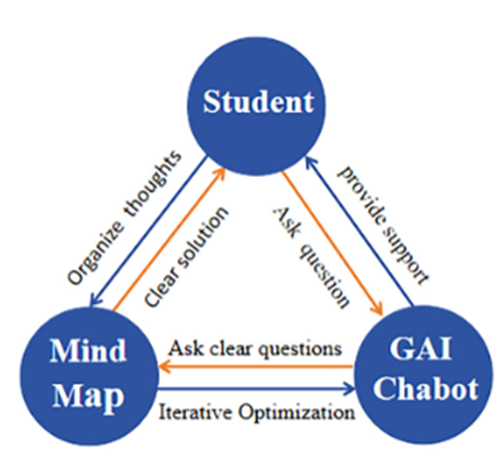 Student
Organize thoughts
Clear solution
Ask question
provide support
Mind
Map
Ask clear questions
Iterative Optimization
GAI
Chabot